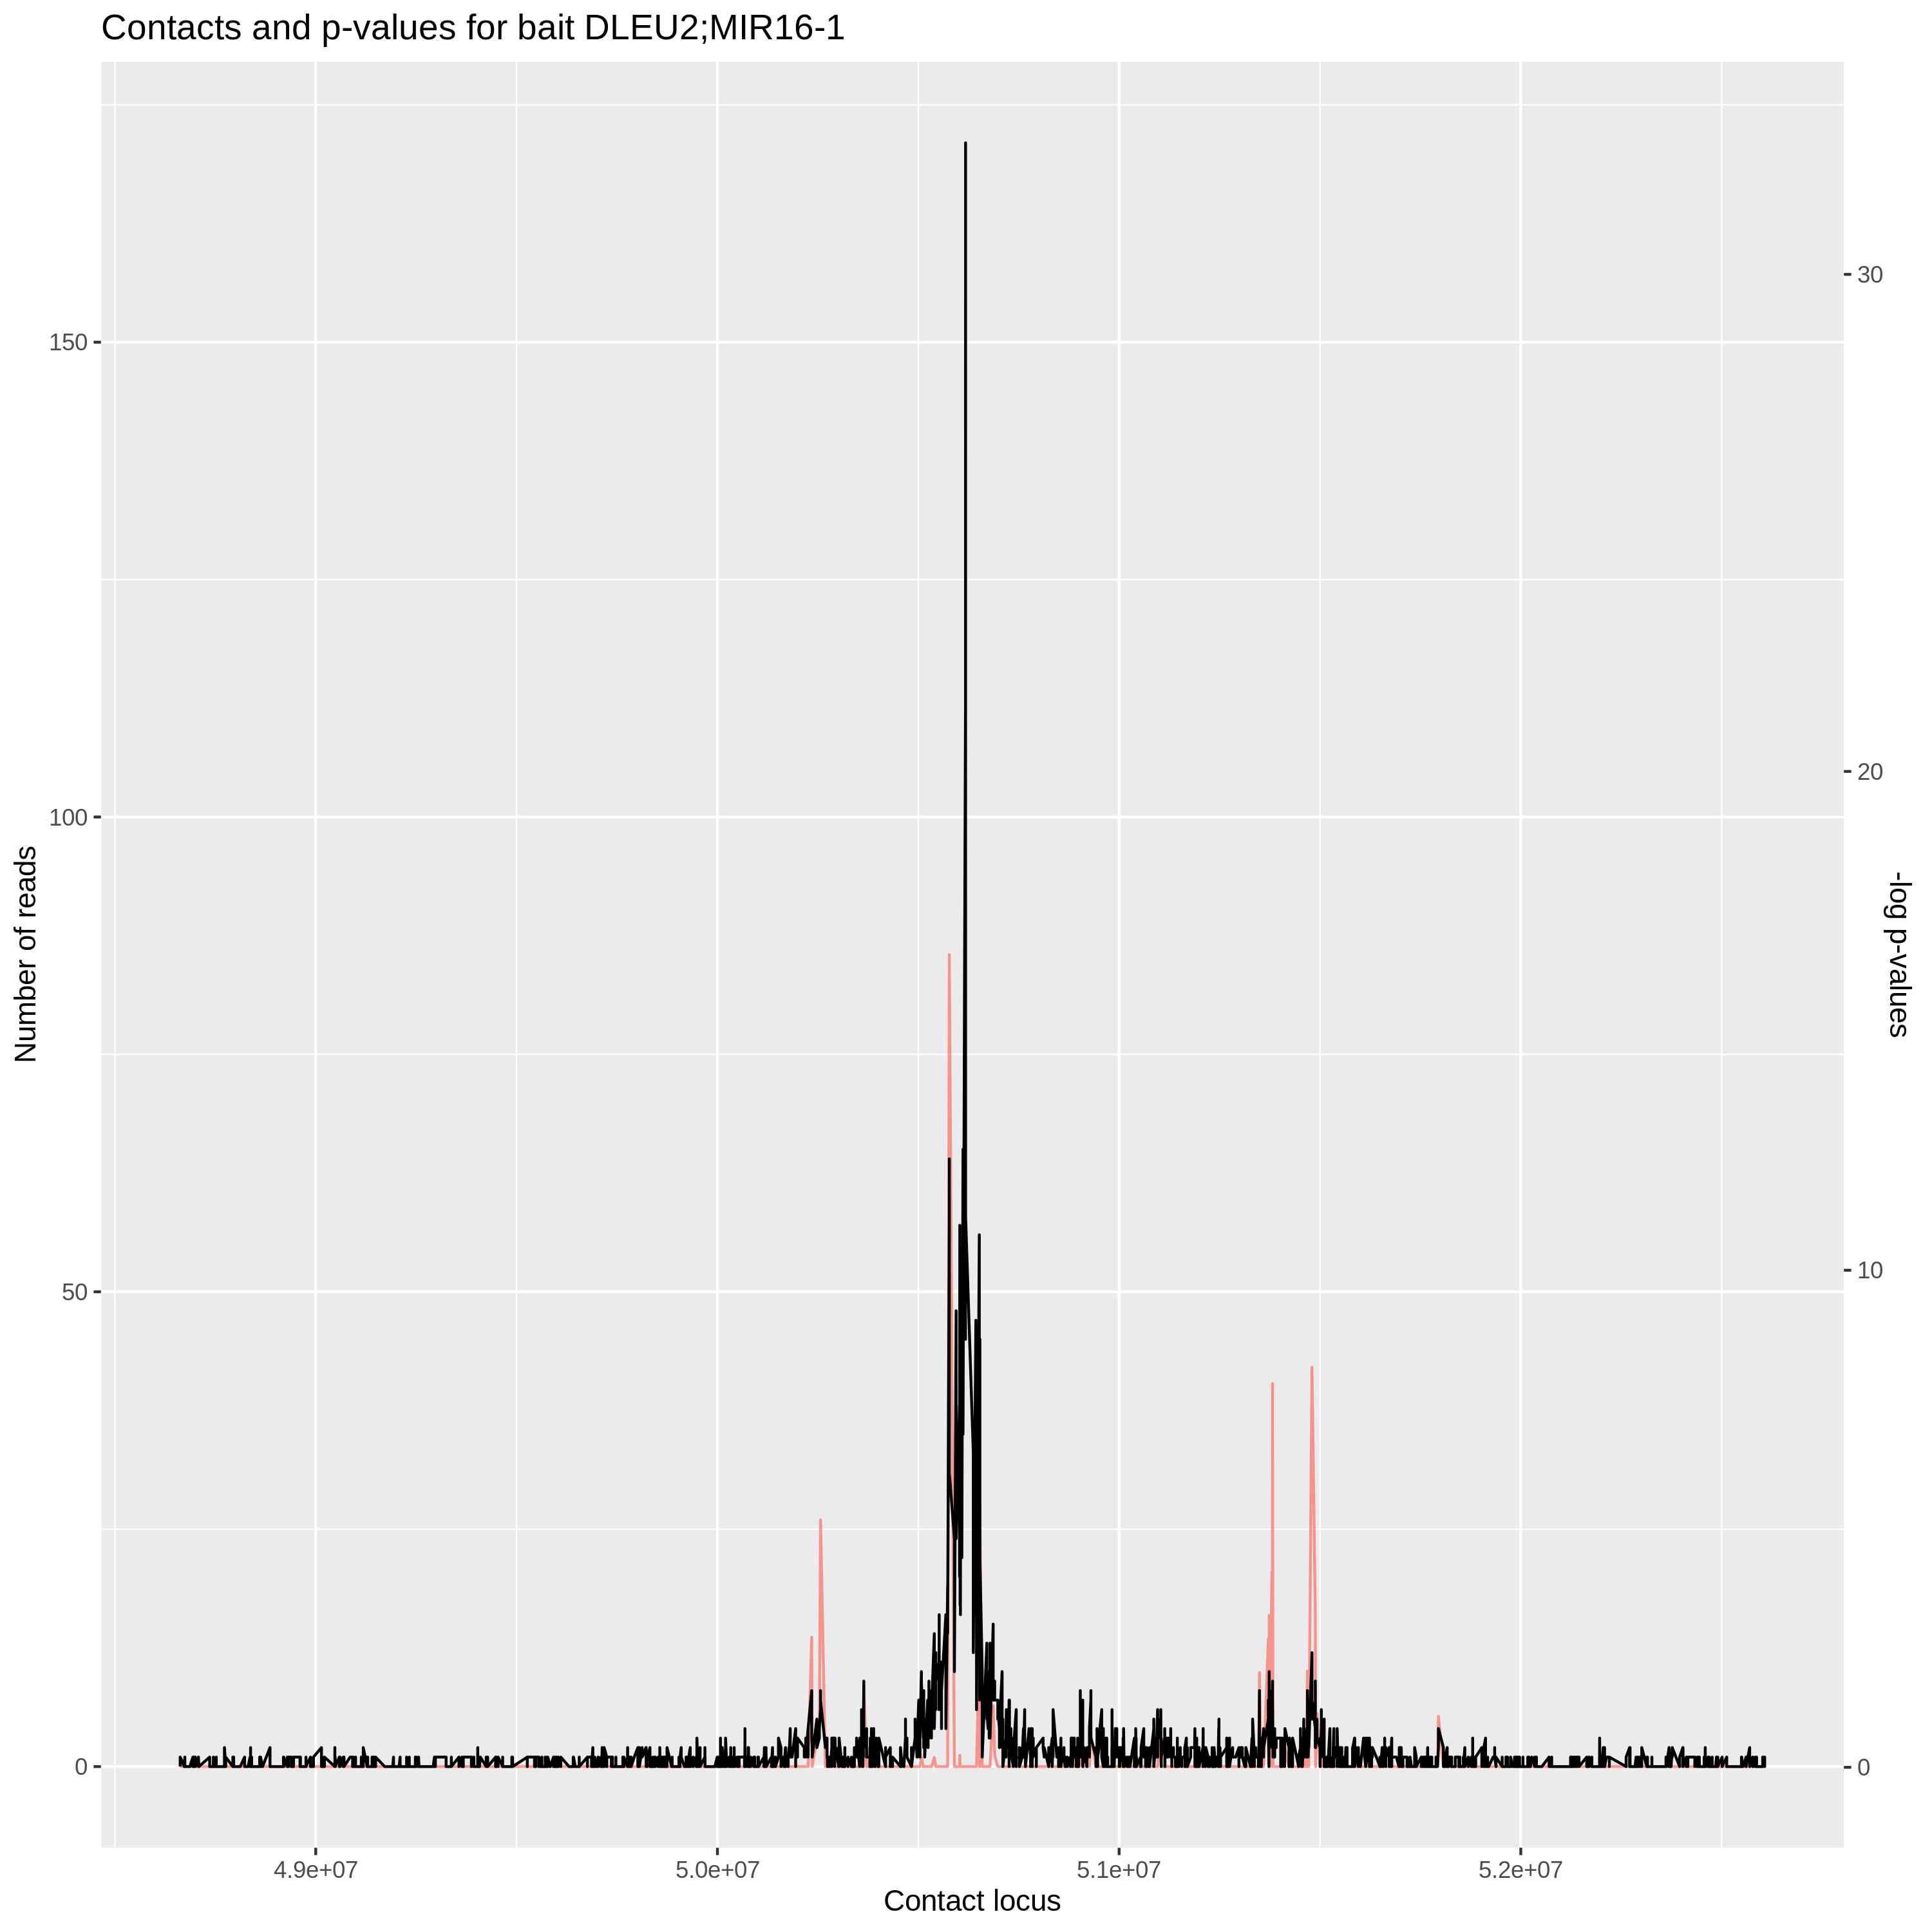 Contacts and p-values for bait DLEU2;MIR16-1
150
100
50
0
Number of reads
30
20
10
0
-log p-values
4.9e+07 5.0e+07 5.1e+07 5.2e+07
Contact locus